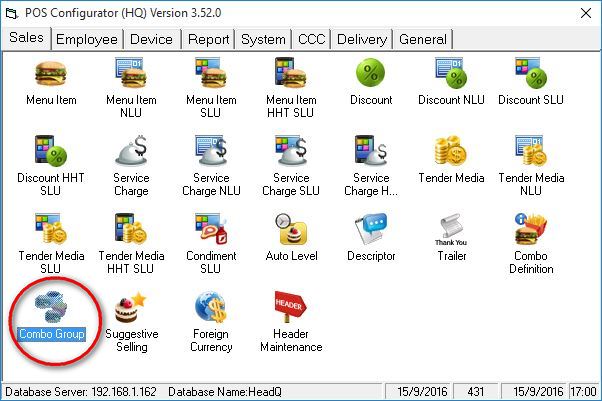 POS Configurator (HQ) Version 3.52.0
Sales Employee Device Report System CCC Delivery General
Menu Item
Menu Item NLU
Menu Item SLU
Menu Item HHT SLU
Discount
Discount NLU
Discount SLU
Discount HHT SLU
Service Charge
Service Charge NLU
Service Charge SLU
Service Charge H...
Tender Media
Tender Media NLU
Tender Media SLU
Tender Media HHT SLU
Condiment SLU
Auto Level
Descriptor
Thank You
Trailer
Combo Definition
Combo Group
Suggestive Selling
Foreign Currency
HEADER
Header Maintenance
Database Server: 192.168.1.162 Database Name:HeadQ 15/9/2016 431 15/9/2016 17:00